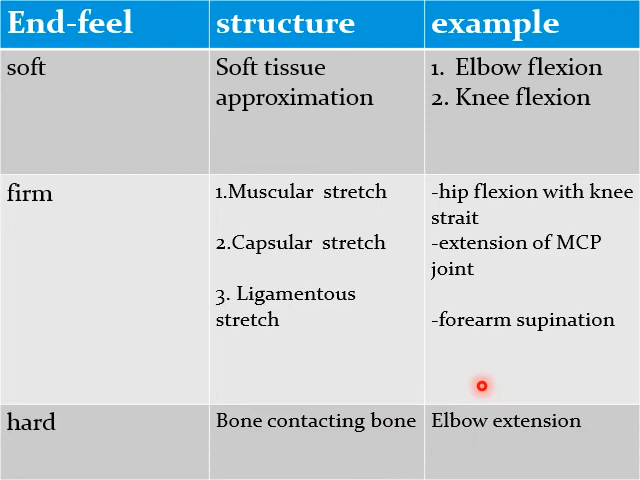 End-feel structure example
soft Soft tissue 1. Elbow flexion
approximation 2. Knee flexion
firm 1.Muscular stretch -hip flexion with knee
strait
2.Capsular stretch -extension of MCP
joint
3. Ligamentous
stretch -forearm supination
hard Bone contacting bone Elbow extension